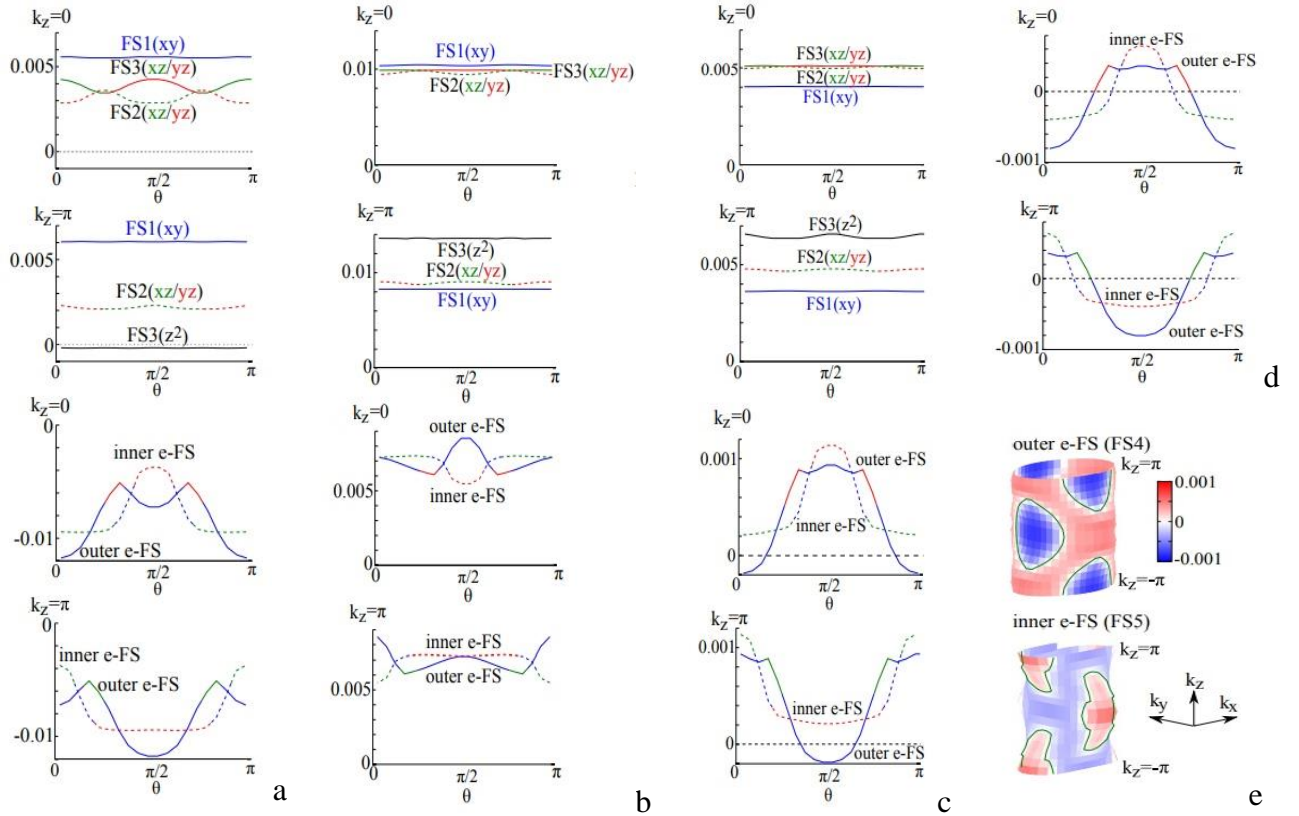 k_z=0
FS1(xy)
0.005
FS3(xz/yz)
FS2(xz/yz)
0
0
π/2
π
θ
k_z=π
FS1(xy)
0.005
FS2(xz/yz)
FS3(z²)
0
0
π/2
π
θ
k_z=0
0
inner e-FS
-0.01
outer e-FS
0
π/2
π
θ
k_z=π
0
inner e-FS
outer e-FS
-0.01
0
π/2
π
θ
a
k_z=0
FS1(xy)
0.01
FS3(xz/yz)
FS2(xz/yz)
0
0
π/2
π
θ
k_z=π
FS3(z²)
0.01
FS2(xz/yz)
FS1(xy)
0
0
π/2
π
θ
k_z=0
outer e-FS
0.005
inner e-FS
0
0
π/2
π
θ
k_z=π
inner e-FS
0.005
outer e-FS
0
0
π/2
π
θ
b
k_z=0
FS3(xz/yz)
0.005
FS2(xz/yz)
FS1(xy)
0
0
π/2
π
θ
k_z=π
FS3(z²)
0.005
FS2(xz/yz)
FS1(xy)
0
0
π/2
π
θ
k_z=0
0.001
outer e-FS
inner e-FS
0
0
π/2
π
θ
k_z=π
0.001
inner e-FS
0
outer e-FS
0
π/2
π
θ
c
k_z=0
inner e-FS
outer e-FS
0
-0.001
0
π/2
π
θ
k_z=π
0
inner e-FS
outer e-FS
-0.001
0
π/2
π
θ
d
outer e-FS (FS4)
k_z=π
0.001
0
-0.001
k_z=-π
inner e-FS (FS5)
k_z=π
k_z
k_y
k_x
k_z=-π
e